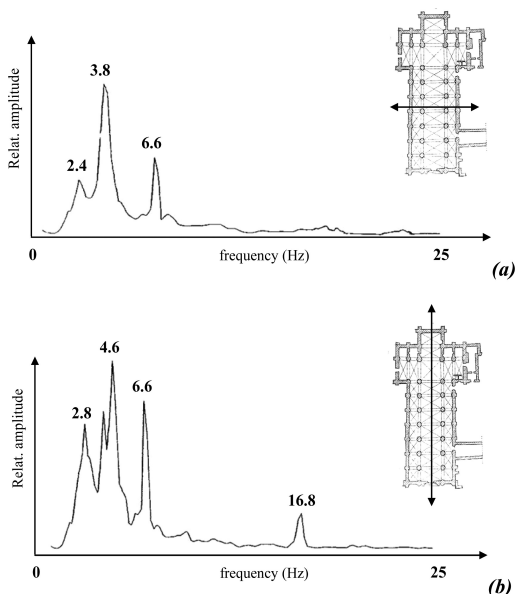 Relat. amplitude
3.8
2.4
6.6
0
frequency (Hz)
25
(a)
Relat. amplitude
4.6
2.8
6.6
16.8
0
frequency (Hz)
25
(b)